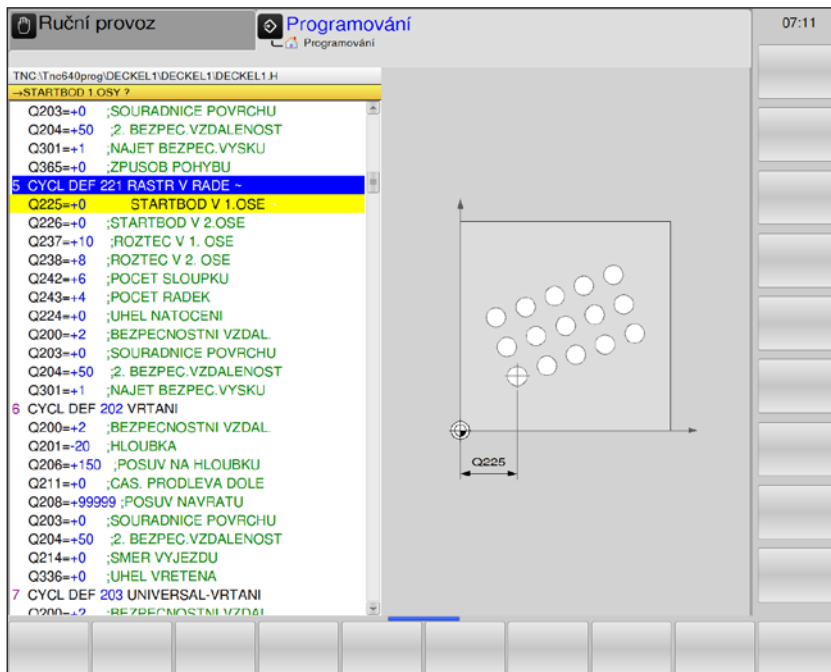 Ruční provoz
Programování
07:11
Programování
TNC:\Tnc640prog\DECKEL1\DECKEL1\DECKEL1.H
→STARTBOD 1.OSY ?
Q203=+0 ;SOURADNICE POVRCHU
Q204=+50 ;2. BEZPEC.VZDALENOST
Q301=+1 ;NAJET BEZPEC.VYSKU
Q365=+0 ;ZPUSOB POHYBU
5 CYCL DEF 221 RASTR V RADE ~
Q225=+0 STARTBOD V 1.OSE ~
Q226=+0 ;STARTBOD V 2.OSE
Q237=+10 ;ROZTEC V 1. OSE
Q238=+8 ;ROZTEC V 2. OSE
Q242=+6 ;POCET SLOUPKU
Q243=+4 ;POCET RADEK
Q224=+0 ;UHEL NATOCENI
Q200=+2 ;BEZPECNOSTNI VZDAL.
Q203=+0 ;SOURADNICE POVRCHU
Q204=+50 ;2. BEZPEC.VZDALENOST
Q301=+1 ;NAJET BEZPEC.VYSKU
6 CYCL DEF 202 VRTANI
Q200=+2 ;BEZPECNOSTNI VZDAL.
Q201=-20 ;HLOUBKA
Q206=+150 ;POSUV NA HLOUBKU
Q211=+0 ;CAS. PRODLEVA DOLE
Q208=+99999 ;POSUV NAVRATU
Q203=+0 ;SOURADNICE POVRCHU
Q204=+50 ;2. BEZPEC.VZDALENOST
Q214=+0 ;SMER VYJEZDU
Q336=+0 ;UHEL VRETENA
7 CYCL DEF 203 UNIVERSAL-VRTANI
Q200=+2 ;BEZPECNOSTNI VZDAL.
Q225